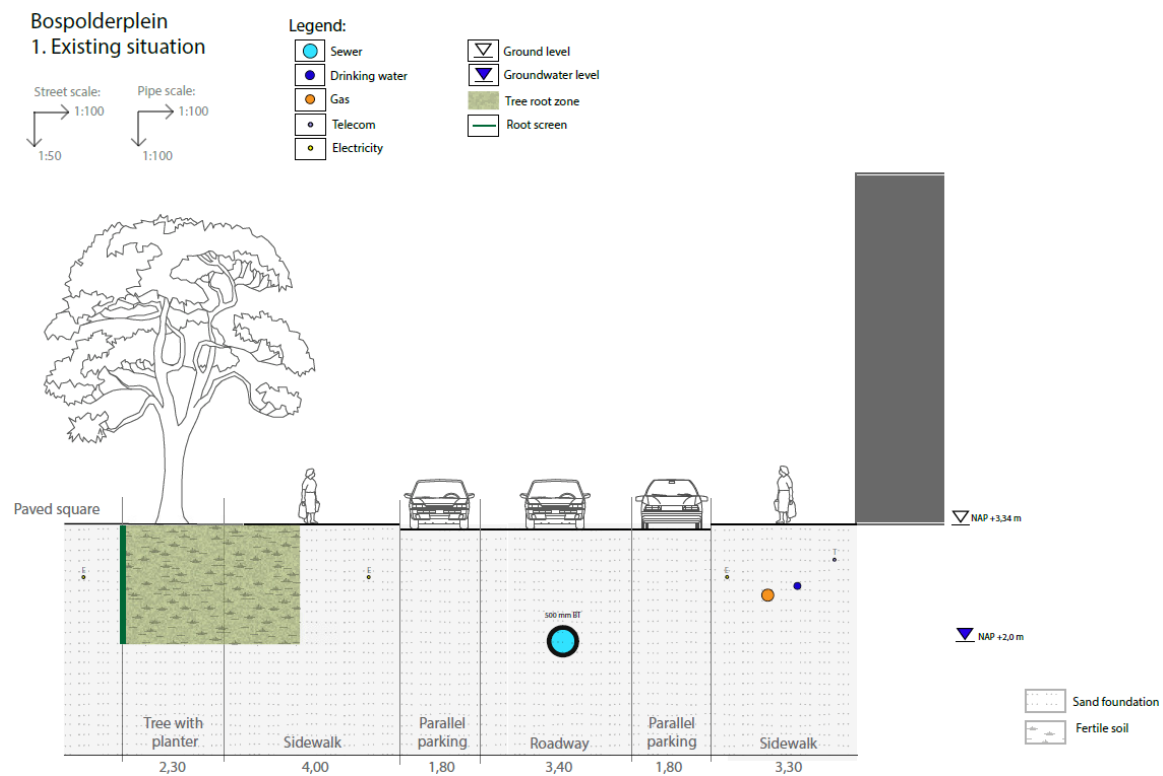 Bospolderplein
1. Existing situation
Street scale:
1:100
1:50
Pipe scale:
1:100
1:100
Legend:
Sewer
Drinking water
Gas
Telecom
Electricity
Ground level
Groundwater level
Tree root zone
Root screen
Paved square
NAP +3,34 m
E
E
E
T
500 mm BT
NAP +2,0 m
Sand foundation
Fertile soil
Tree with
planter
Sidewalk
Parallel
parking
Roadway
Parallel
parking
Sidewalk
2,30
4,00
1,80
3,40
1,80
3,30